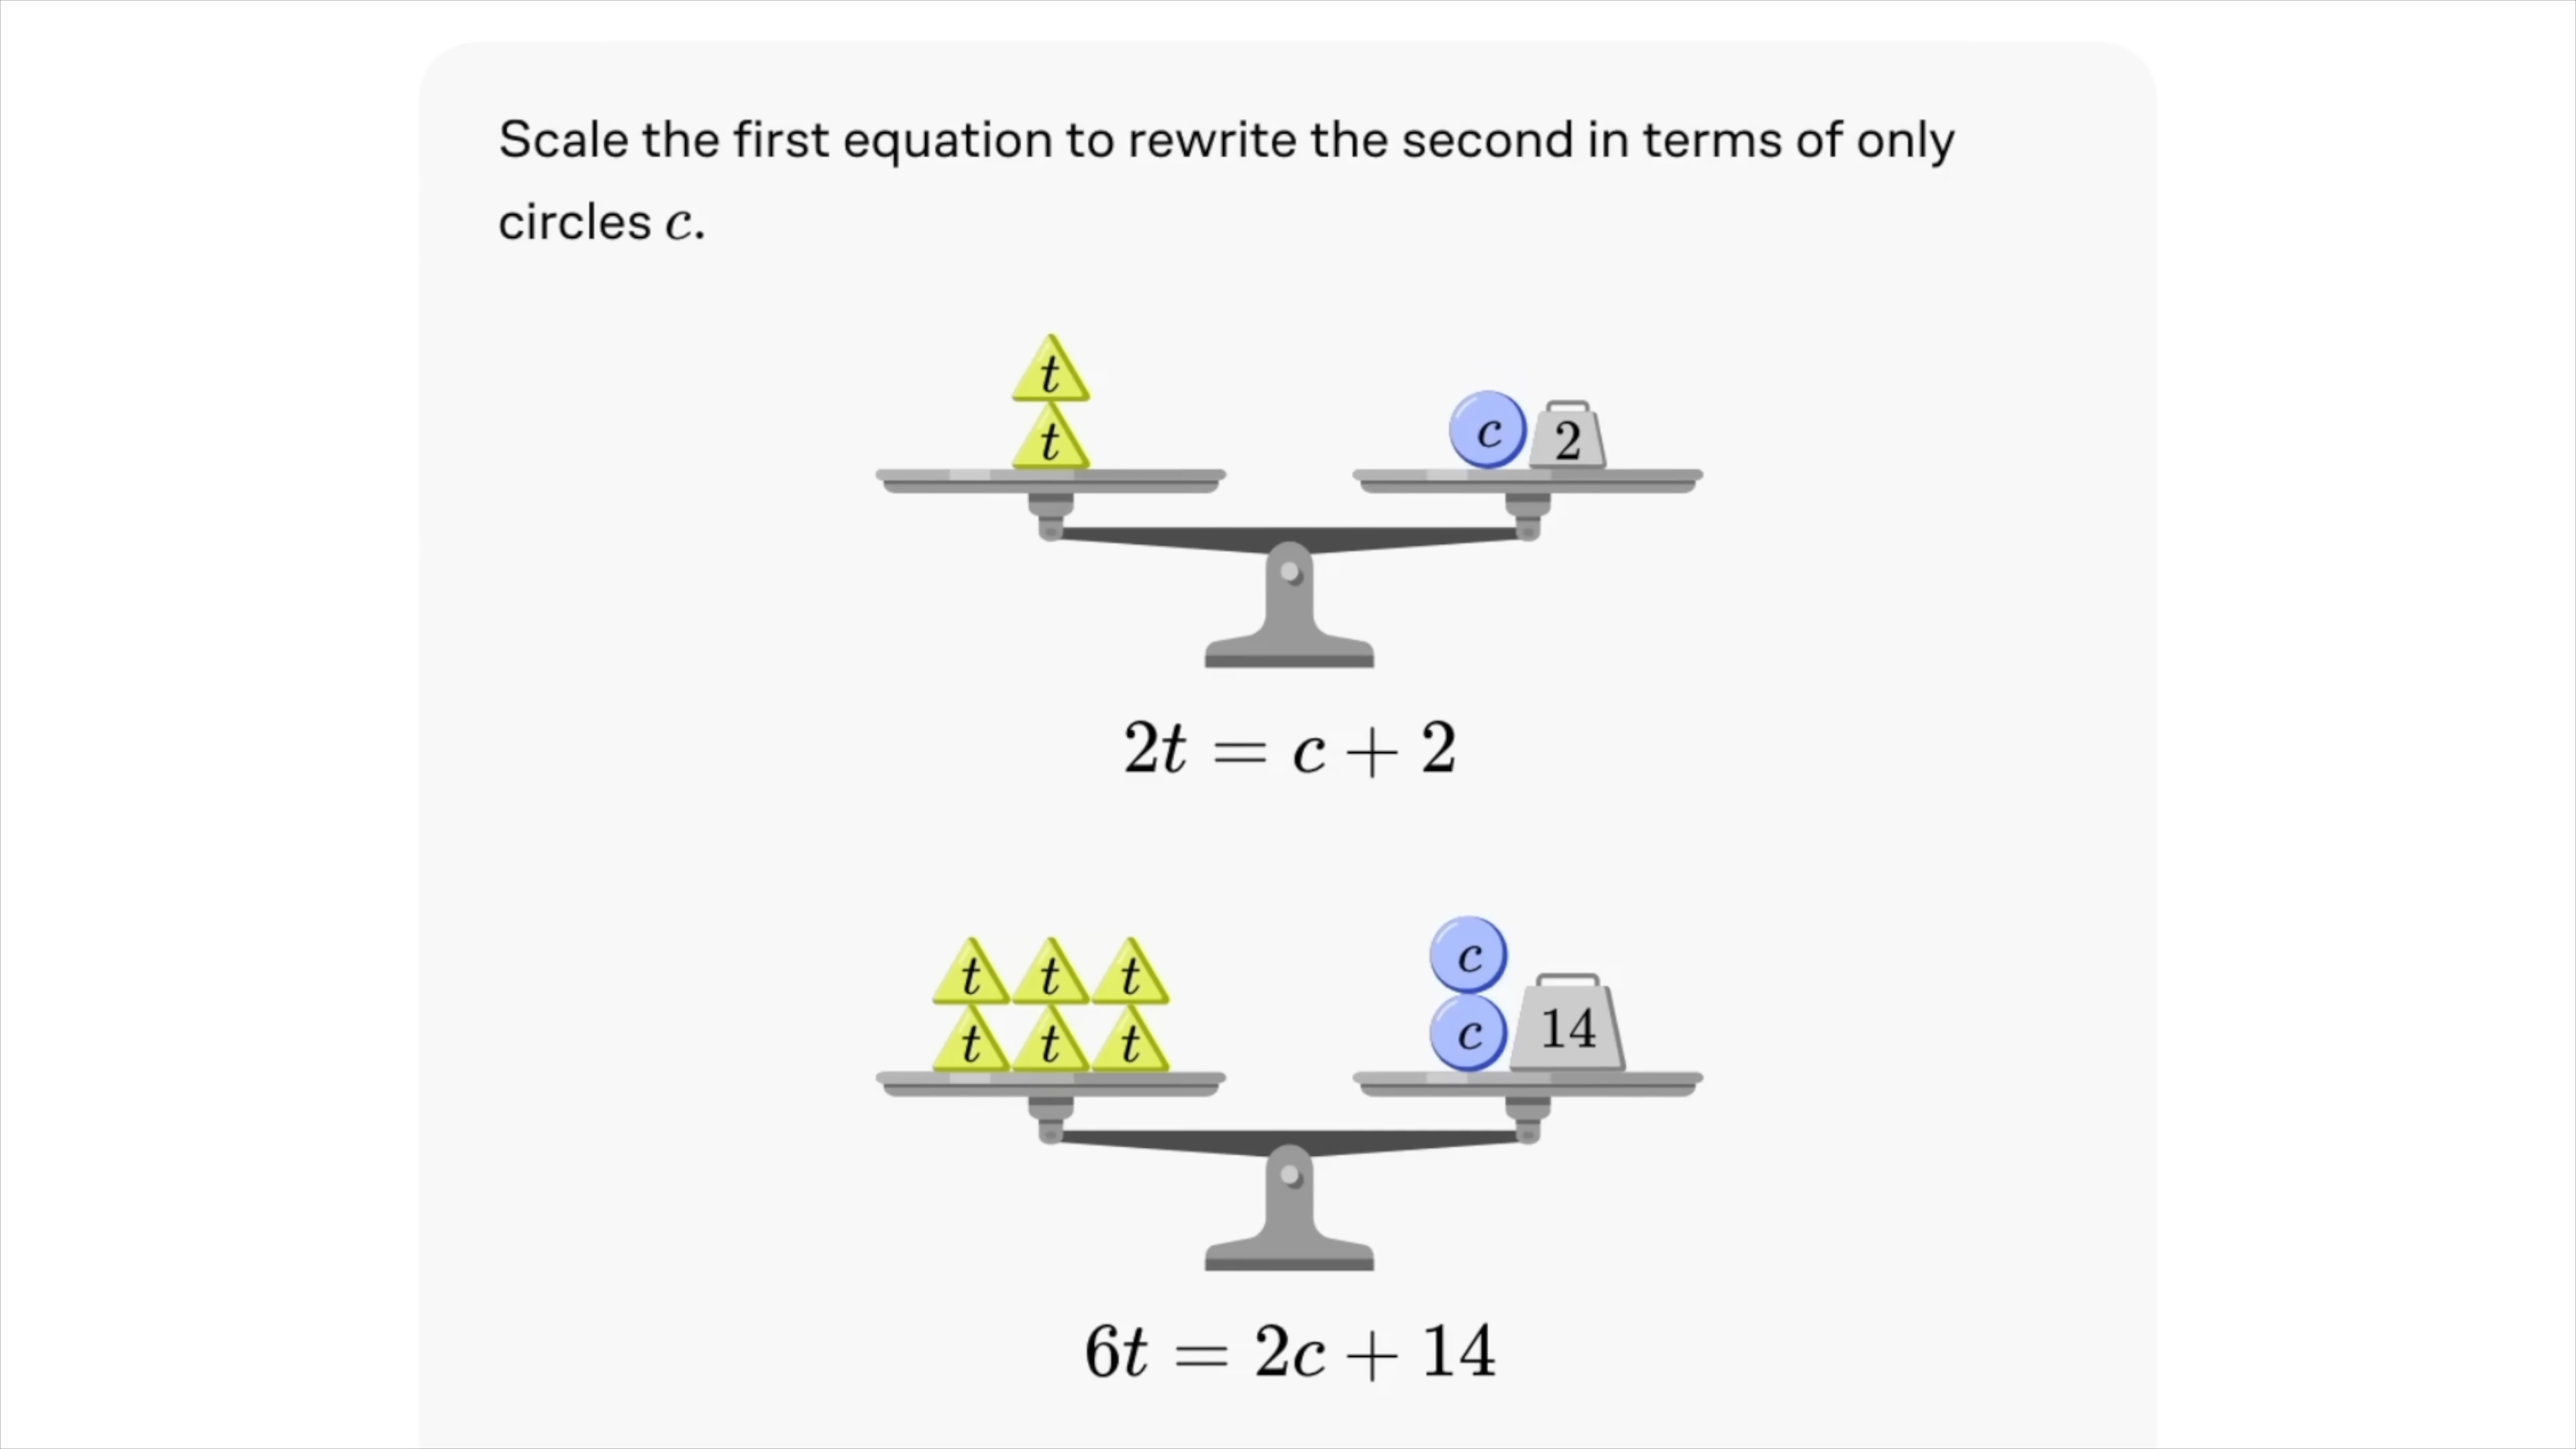 Scale the first equation to rewrite the second in terms of only
circles c.
t
t
c 2
2t = c + 2
c
t t t
c 14
t t t
6t = 2c + 14